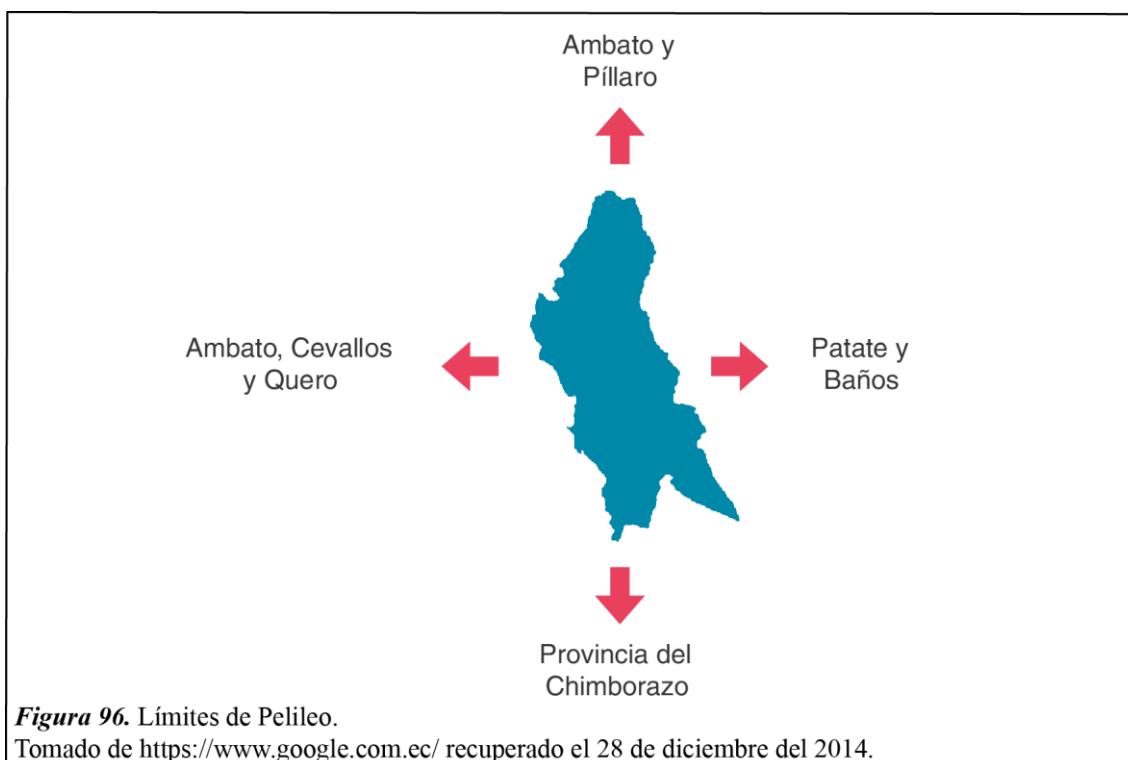 Ambato y
Píllaro
Ambato, Cevallos
y Quero
Patate y
Baños
Provincia del
Chimborazo
Figura 96. Límites de Pelileo.
Tomado de https://www.google.com.ec/ recuperado el 28 de diciembre del 2014.